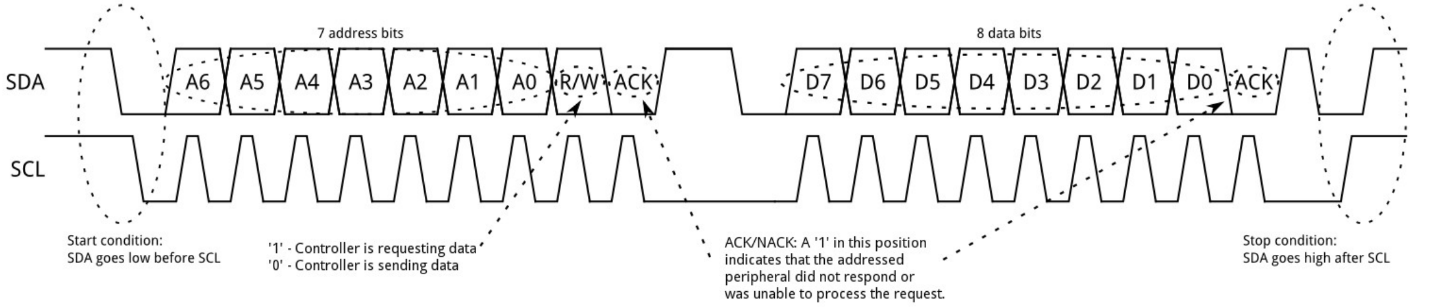 7 address bits
8 data bits
SDA
A6 A5 A4 A3 A2 A1 A0 R/W ACK
D7 D6 D5 D4 D3 D2 D1 D0 ACK
SCL
Start condition:
SDA goes low before SCL
'1' - Controller is requesting data
'0' - Controller is sending data
ACK/NACK: A '1' in this position
indicates that the addressed
peripheral did not respond or
was unable to process the request.
Stop condition:
SDA goes high after SCL